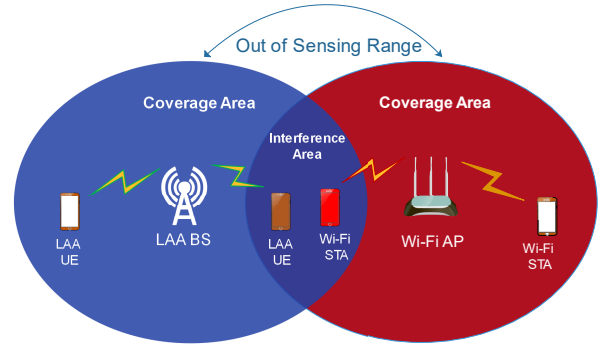 Out of Sensing Range
Coverage Area
Coverage Area
Interference
Area
LAA
UE
LAA BS
LAA
UE
Wi-Fi
STA
Wi-Fi AP
Wi-Fi
STA